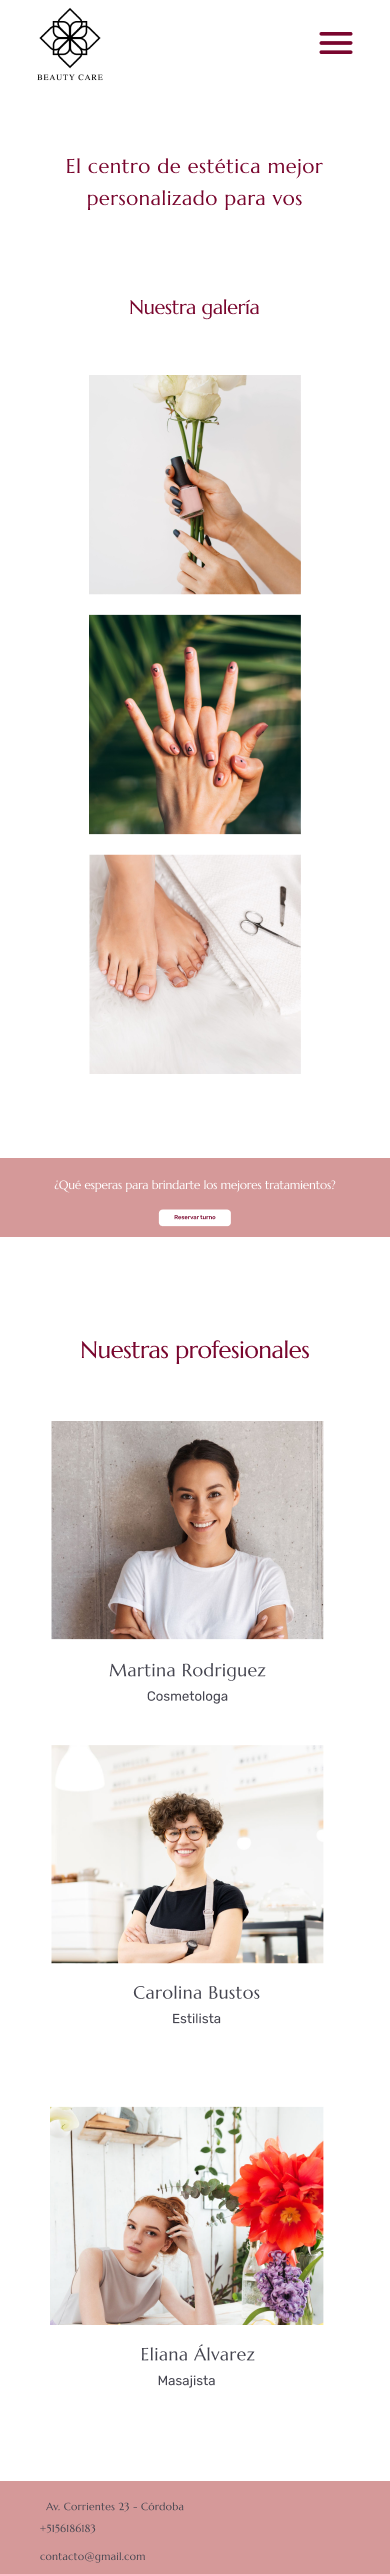 BEAUTY CARE
El centro de estética mejor
personalizado para vos
Nuestra galería
¿Qué esperas para brindarte los mejores tratamientos?
Reservar turno
Nuestras profesionales
Martina Rodriguez
Cosmetologa
Carolina Bustos
Estilista
Eliana Álvarez
Masajista
Av. Corrientes 23 - Córdoba
+5156186183
contacto@gmail.com